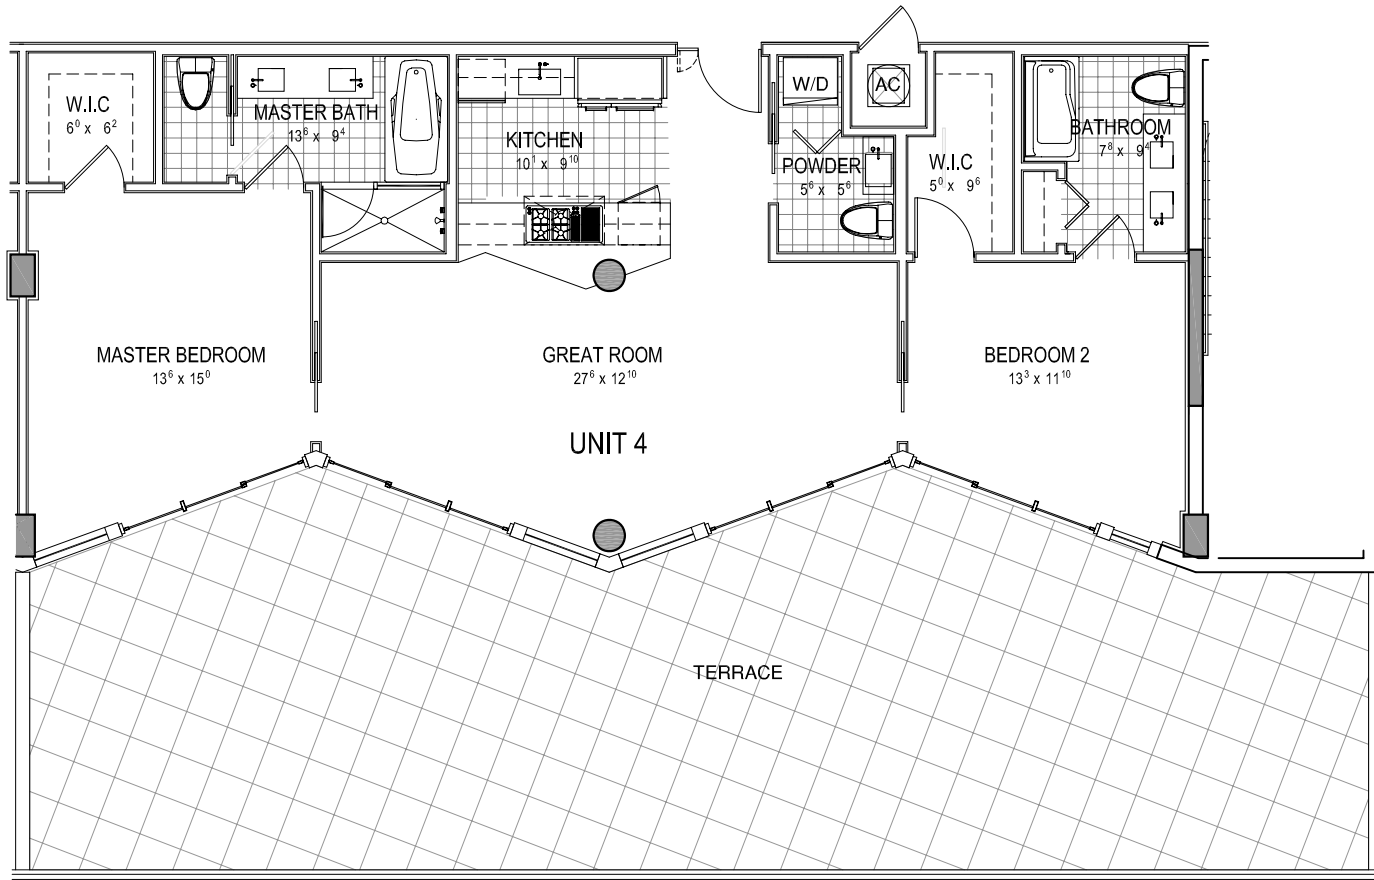 W.I.C
6⁰ x 6²
MASTER BATH
13⁶ x 9⁴
KITCHEN
10¹ x 9¹⁰
W/D
AC
POWDER
5⁶ x 5⁶
W.I.C
5⁰ x 9⁶
BATHROOM
7⁸ x 9⁴
MASTER BEDROOM
13⁶ x 15⁰
GREAT ROOM
27⁶ x 12¹⁰
BEDROOM 2
13³ x 11¹⁰
UNIT 4
TERRACE